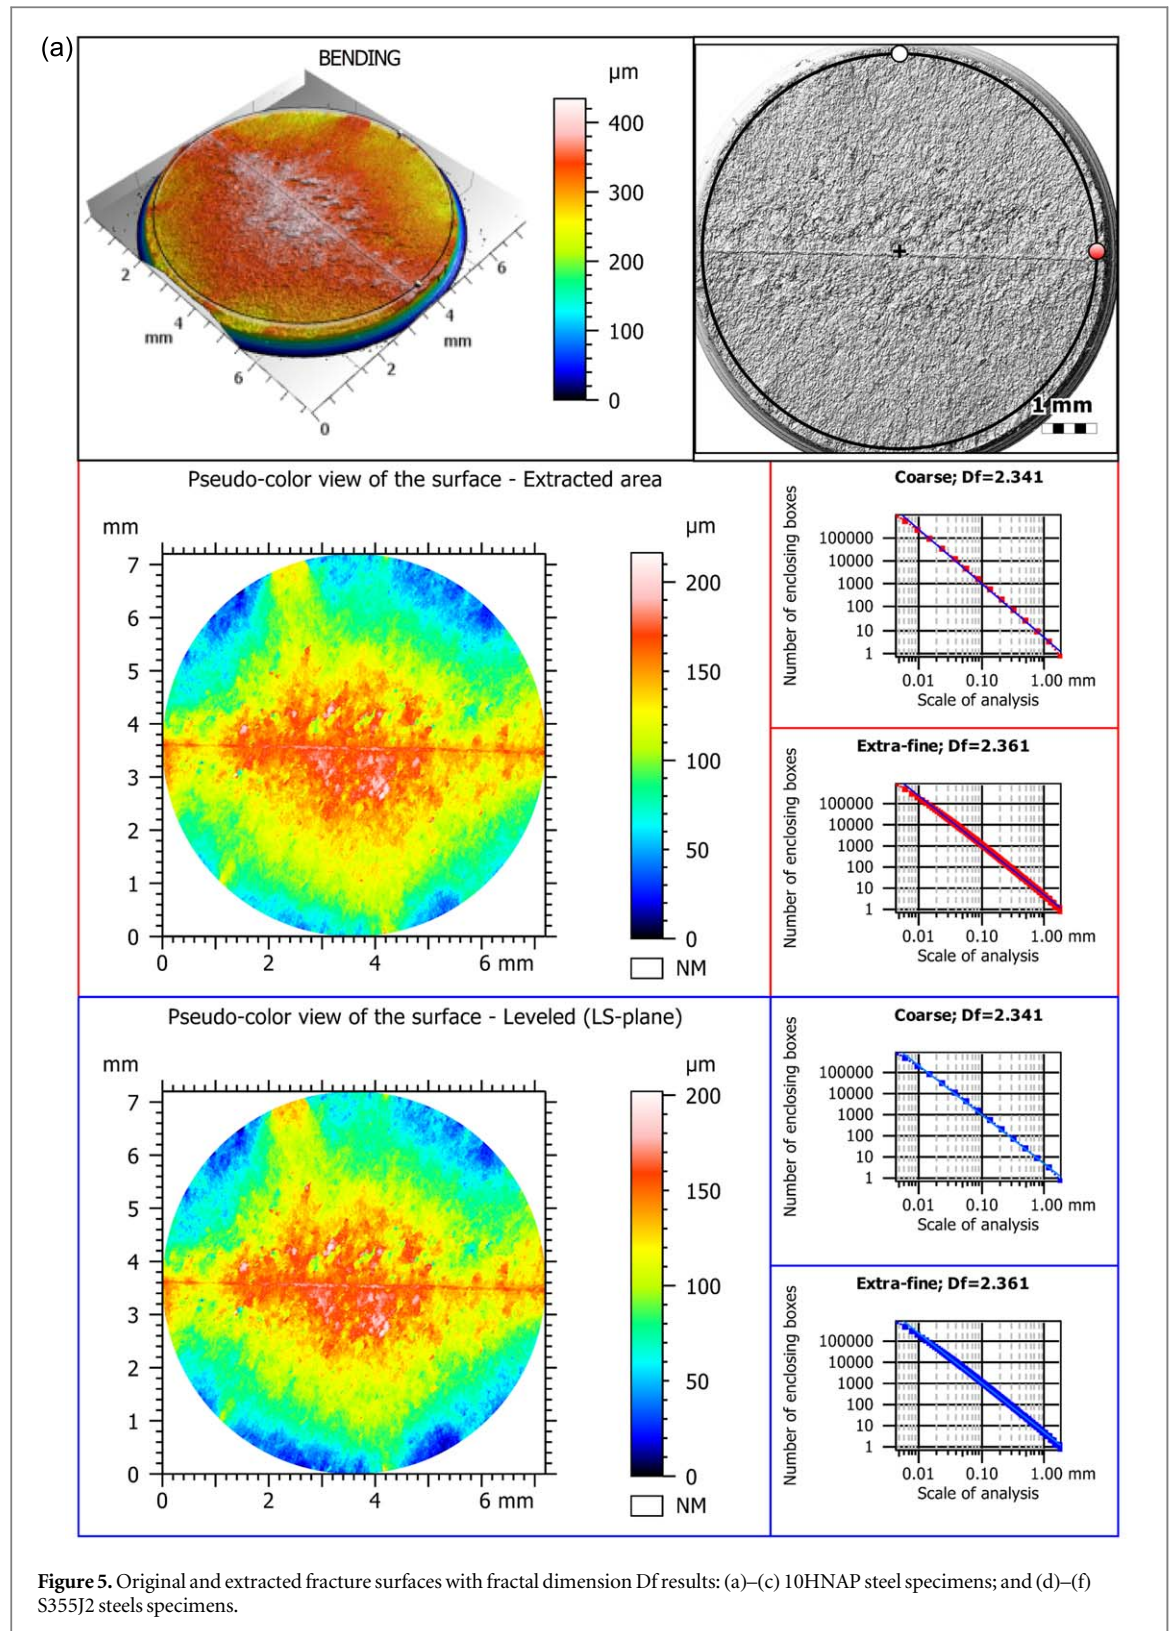 (a)
BENDING
µm
400
300
200
100
0
2
4
mm
6
0
2
4
mm
6
1 mm
Pseudo-color view of the surface - Extracted area
mm
7
6
5
4
3
2
1
0
0 2 4 6 mm
µm
200
150
100
50
0
NM
Coarse; Df=2.341
Number of enclosing boxes
100000
10000
1000
100
10
1
0.01 0.10 1.00 mm
Scale of analysis
Extra-fine; Df=2.361
Number of enclosing boxes
100000
10000
1000
100
10
1
0.01 0.10 1.00 mm
Scale of analysis
Pseudo-color view of the surface - Leveled (LS-plane)
mm
7
6
5
4
3
2
1
0
0 2 4 6 mm
µm
200
150
100
50
0
NM
Coarse; Df=2.341
Number of enclosing boxes
100000
10000
1000
100
10
1
0.01 0.10 1.00 mm
Scale of analysis
Extra-fine; Df=2.361
Number of enclosing boxes
100000
10000
1000
100
10
1
0.01 0.10 1.00 mm
Scale of analysis
Figure 5. Original and extracted fracture surfaces with fractal dimension Df results: (a)–(c) 10HNAP steel specimens; and (d)–(f)
S355J2 steels specimens.